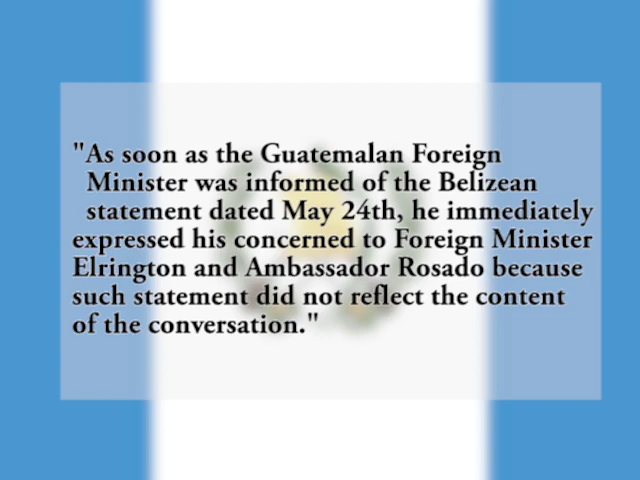 "As soon as the Guatemalan Foreign
Minister was informed of the Belizean
statement dated May 24th, he immediately
expressed his concerned to Foreign Minister
Elrington and Ambassador Rosado because
such statement did not reflect the content
of the conversation."